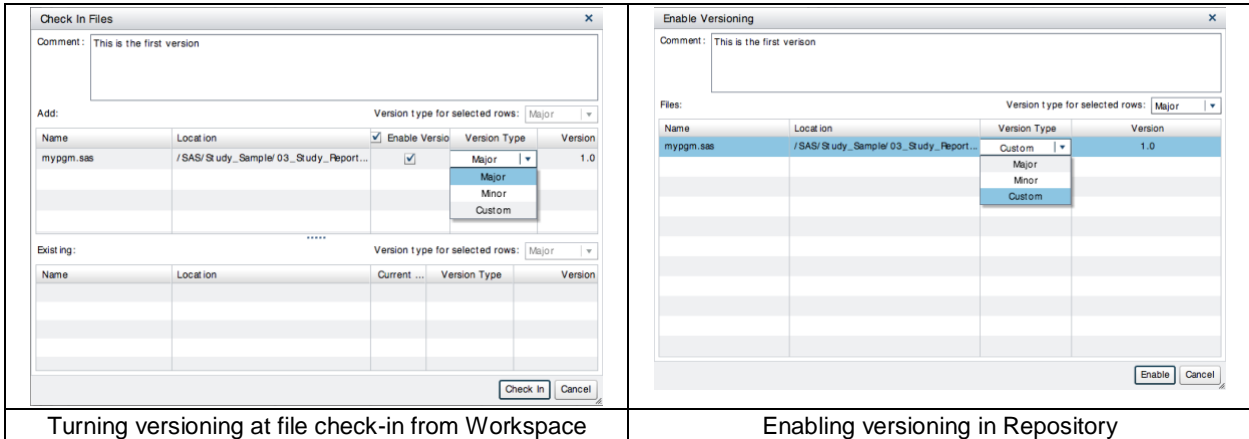 Check In Files
Comment: This is the first version
Add: Version type for selected rows: Major
Name Location Enable Versio Version Type Version
mypgm.sas /SAS/Study_Sample/03_Study_Report... Major 1.0
Major
Minor
Custom
Existing: Version type for selected rows: Major
Name Location Current ... Version Type Version
Check In Cancel
Turning versioning at file check-in from Workspace
Enable Versioning
Comment: This is the first verison
Files: Version type for selected rows: Major
Name Location Version Type Version
mypgm.sas /SAS/Study_Sample/03_Study_Report... Custom 1.0
Major
Minor
Custom
Enable Cancel
Enabling versioning in Repository